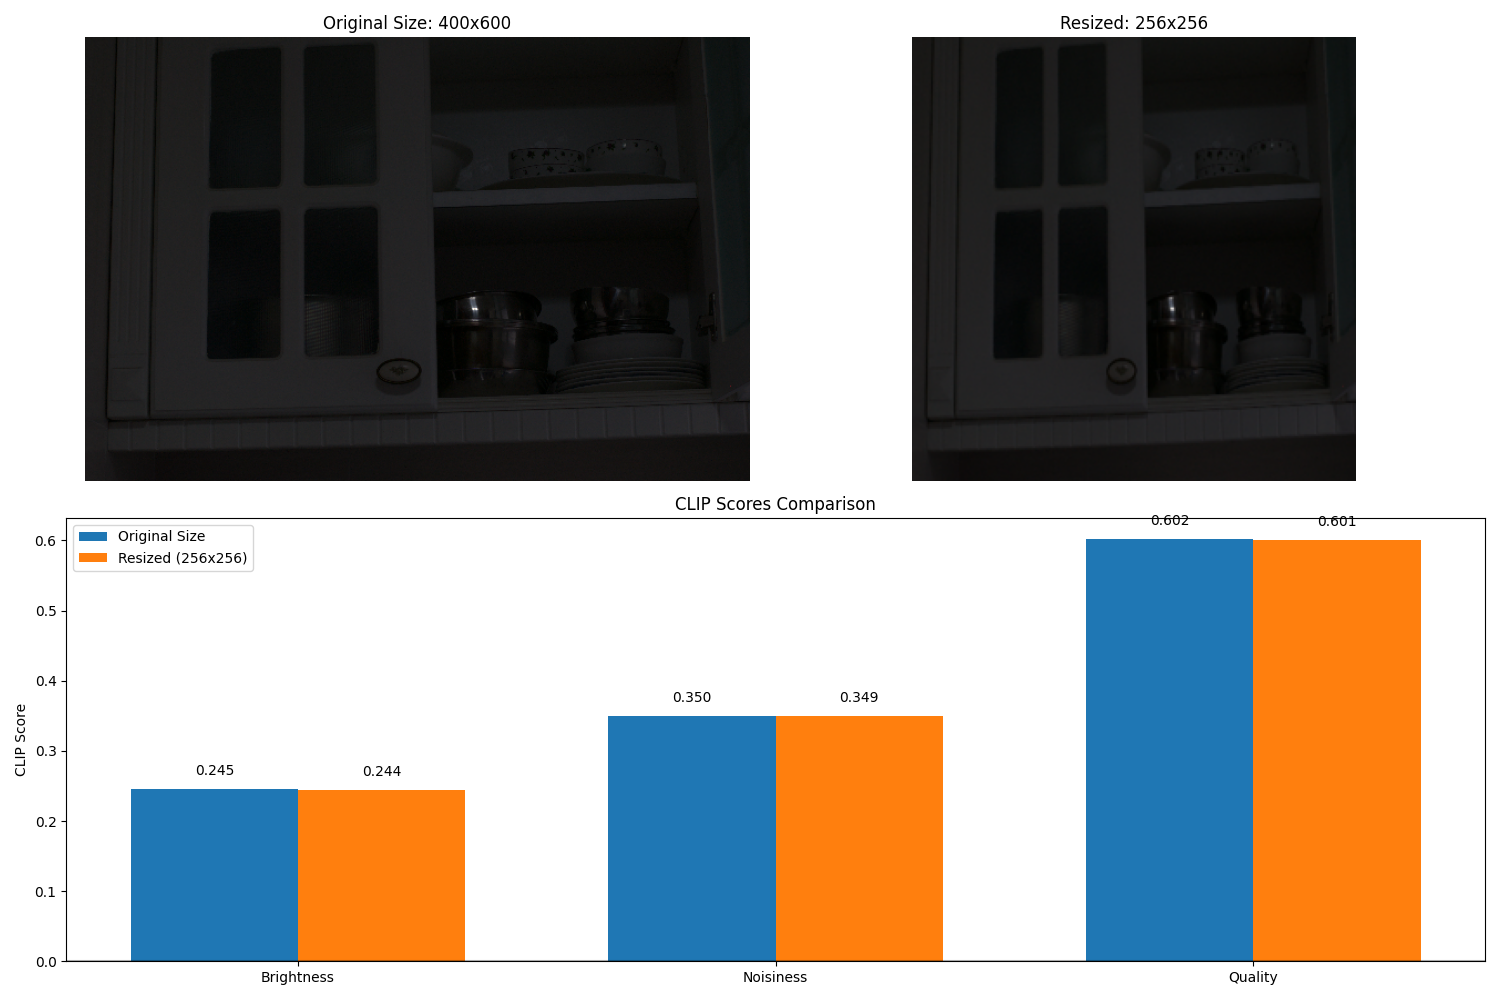 Original Size: 400x600
Resized: 256x256
CLIP Scores Comparison
Original Size
Resized (256x256)
CLIP Score
0.6
0.5
0.4
0.3
0.2
0.1
0.0
0.245
0.244
0.350
0.349
0.602
0.601
Brightness
Noisiness
Quality